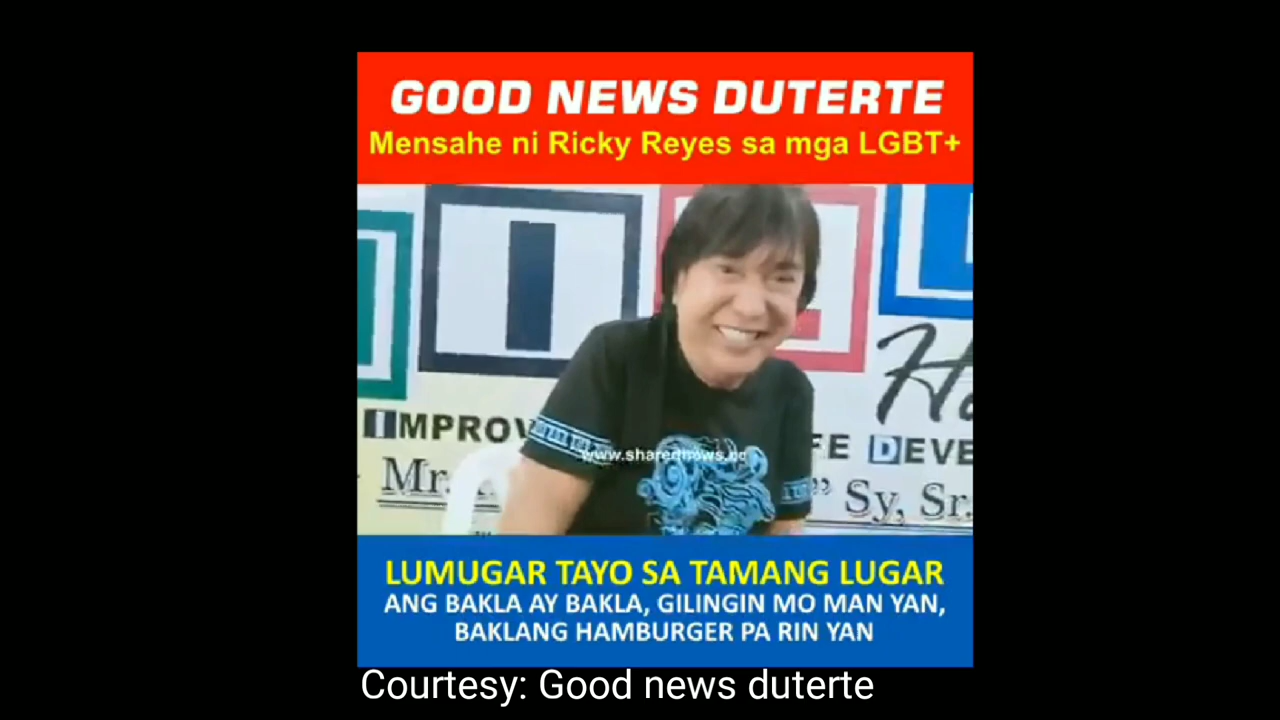 GOOD NEWS DUTERTE
Mensahe ni Ricky Reyes sa mga LGBT+
IMPROV
FE DEVE
Mr.
Sy, Sr.
LUMUGAR TAYO SA TAMANG LUGAR
ANG BAKLA AY BAKLA, GILINGIN MO MAN YAN,
BAKLANG HAMBURGER PA RIN YAN
Courtesy: Good news duterte